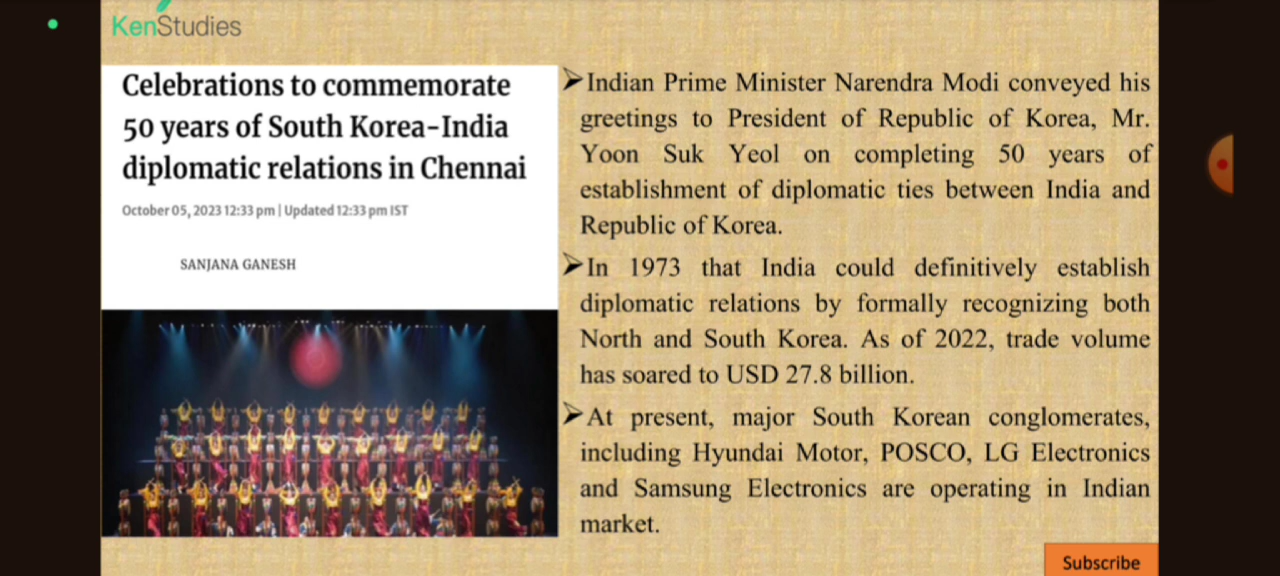 KenStudies
Celebrations to commemorate
50 years of South Korea-India
diplomatic relations in Chennai
October 05, 2023 12:33 pm | Updated 12:33 pm IST
SANJANA GANESH
➢Indian Prime Minister Narendra Modi conveyed his
greetings to President of Republic of Korea, Mr.
Yoon Suk Yeol on completing 50 years of
establishment of diplomatic ties between India and
Republic of Korea.
➢In 1973 that India could definitively establish
diplomatic relations by formally recognizing both
North and South Korea. As of 2022, trade volume
has soared to USD 27.8 billion.
➢At present, major South Korean conglomerates,
including Hyundai Motor, POSCO, LG Electronics
and Samsung Electronics are operating in Indian
market.
Subscribe